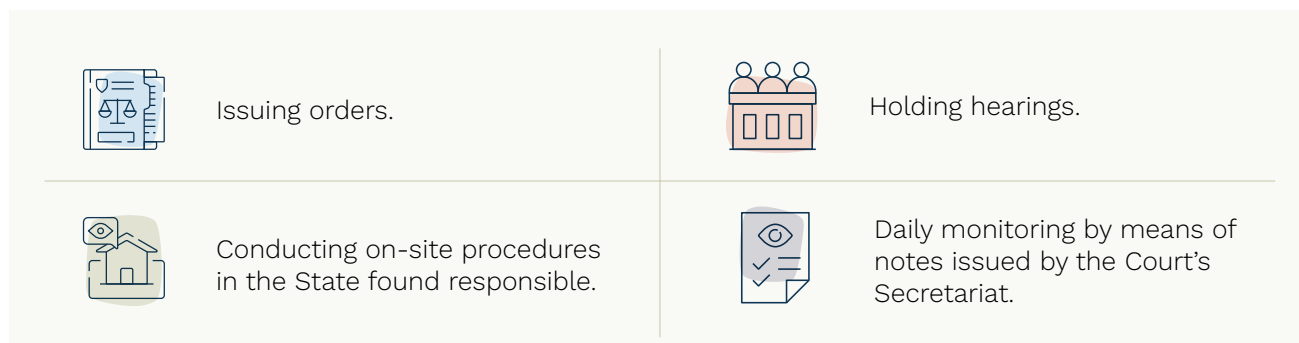 Issuing orders.
Holding hearings.
Conducting on-site procedures
in the State found responsible.
Daily monitoring by means of
notes issued by the Court’s
Secretariat.